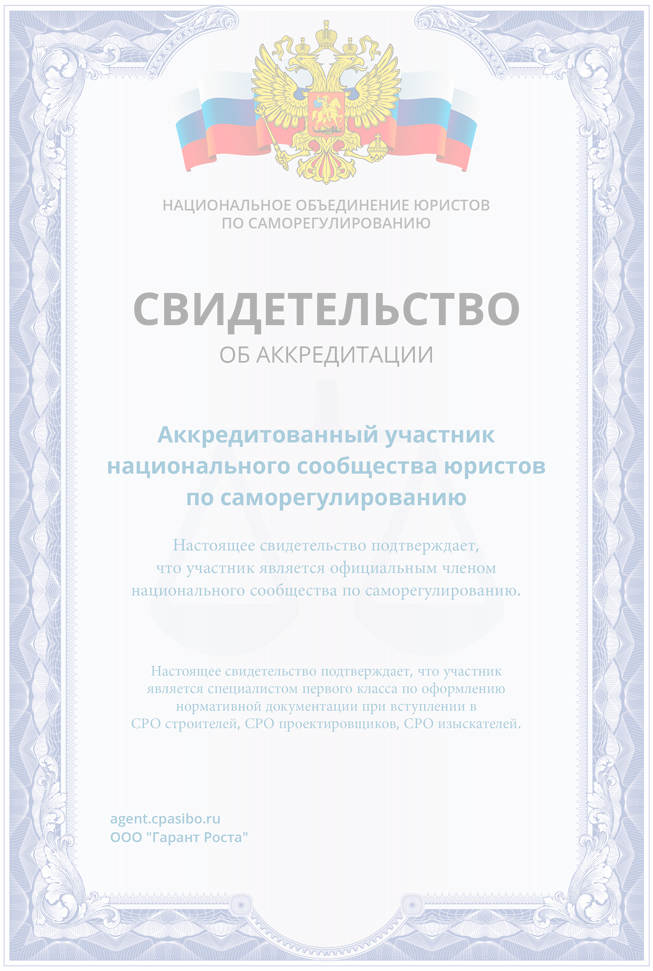 НАЦИОНАЛЬНОЕ ОБЪЕДИНЕНИЕ ЮРИСТОВ
ПО САМОРЕГУЛИРОВАНИЮ
СВИДЕТЕЛЬСТВО
ОБ АККРЕДИТАЦИИ
Аккредитованный участник
национального сообщества юристов
по саморегулированию
Настоящее свидетельство подтверждает,
что участник является официальным членом
национального сообщества по саморегулированию.
Настоящее свидетельство подтверждает, что участник
является специалистом первого класса по оформлению
нормативной документации при вступлении в
СРО строителей, СРО проектировщиков, СРО изыскателей.
agent.cpasibo.ru
ООО "Гарант Роста"